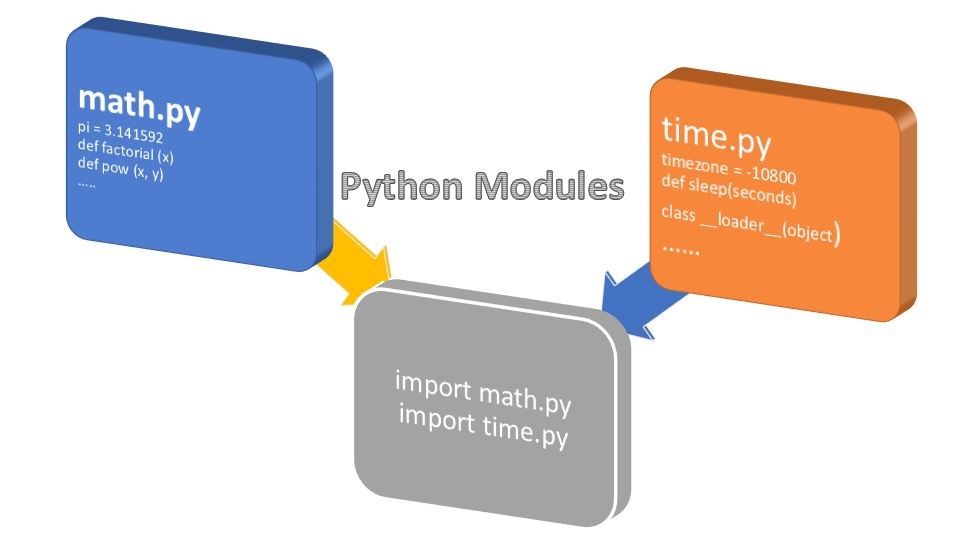 math.py
pi = 3.141592
def factorial (x)
def pow (x, y)
.....
Python Modules
time.py
timezone = -10800
def sleep(seconds)
class __loader__(object)
......
import math.py
import time.py